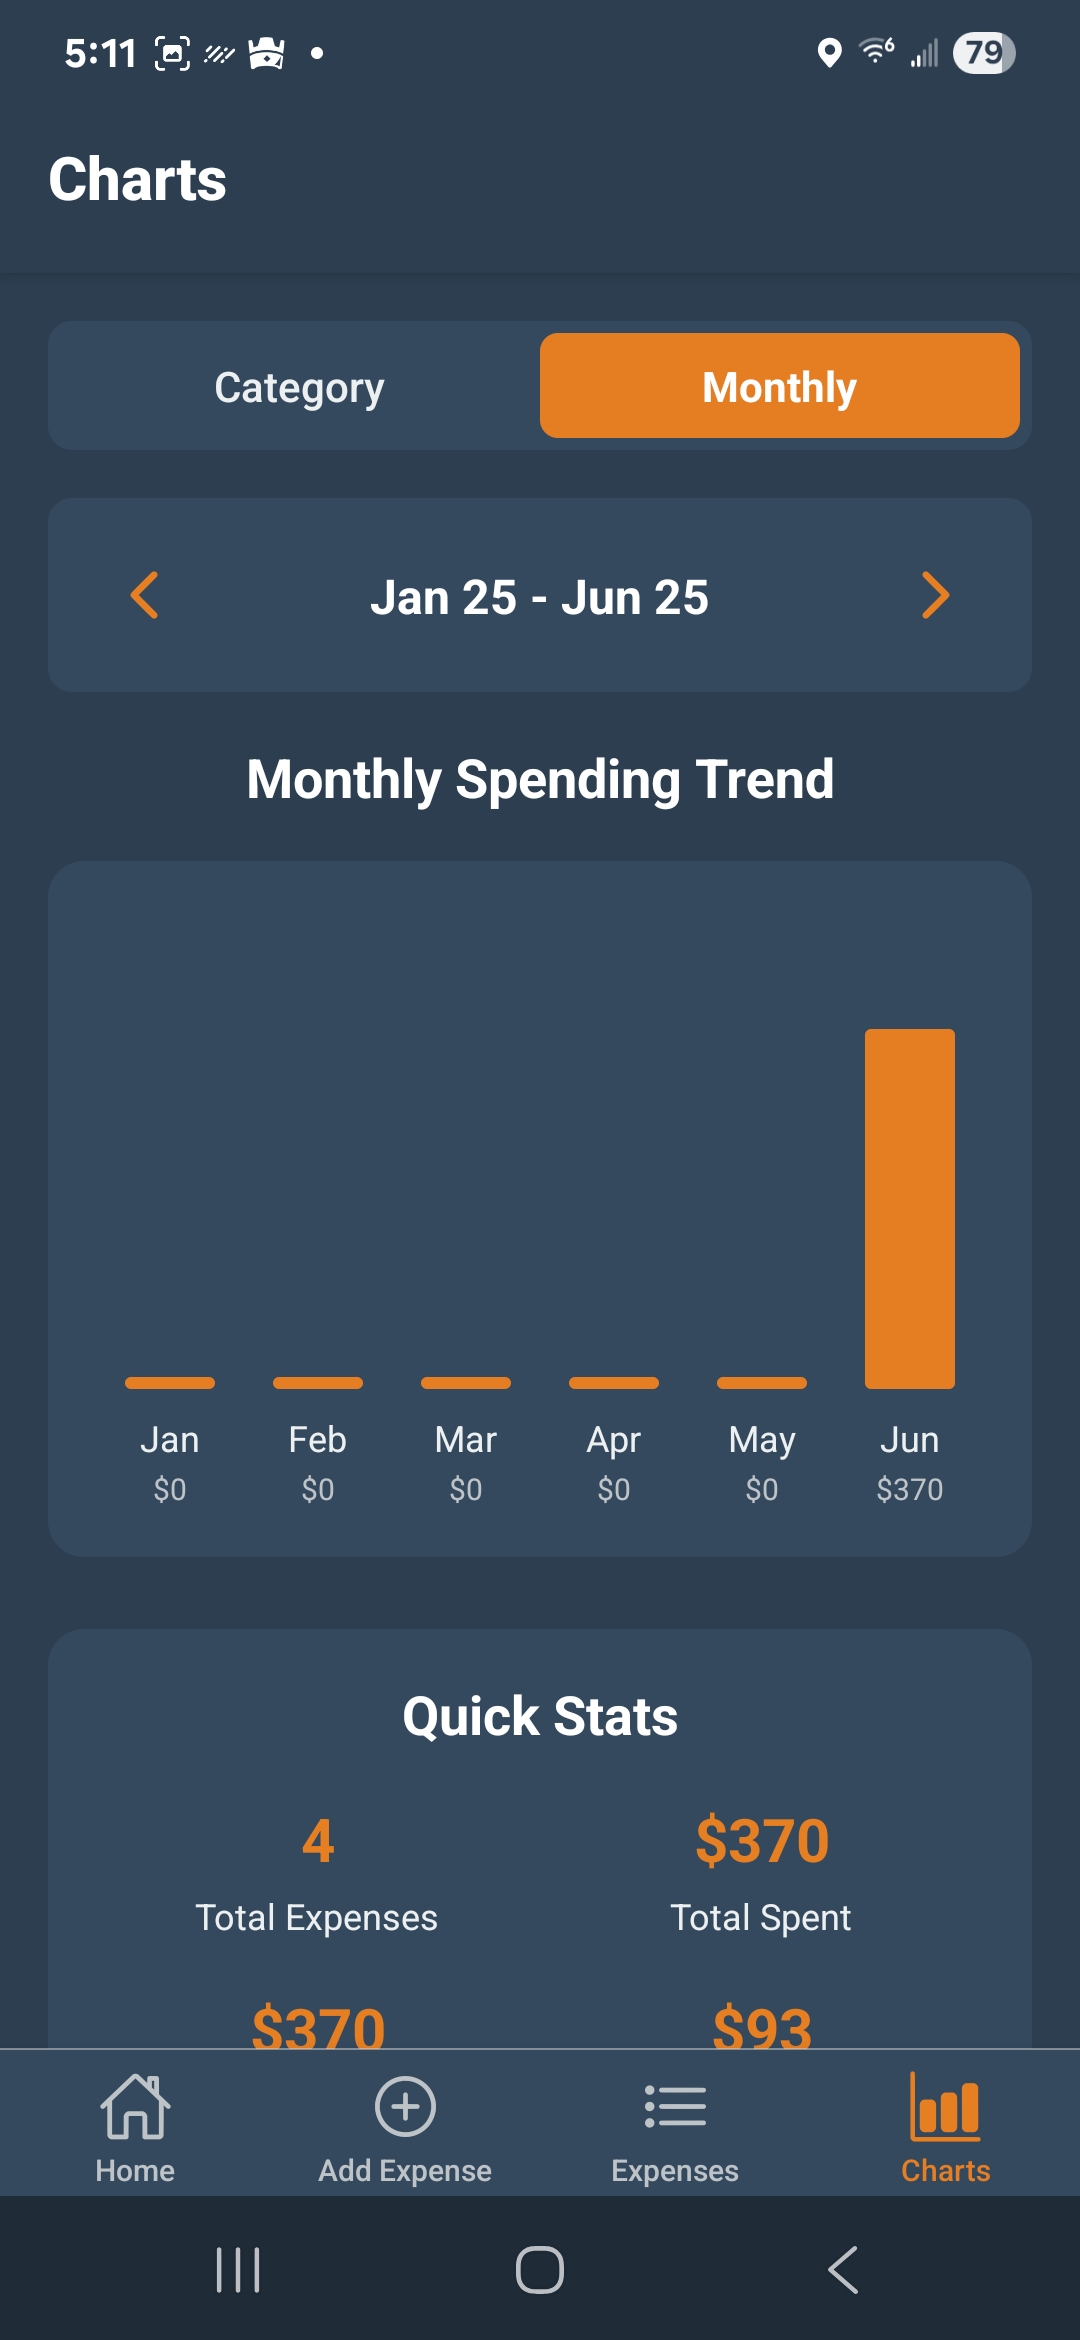 5:11 79
Charts
Category Monthly
Jan 25 - Jun 25
Monthly Spending Trend
Jan Feb Mar Apr May Jun
$0 $0 $0 $0 $0 $370
Quick Stats
4 $370
Total Expenses Total Spent
$370 $93
Home Add Expense Expenses Charts